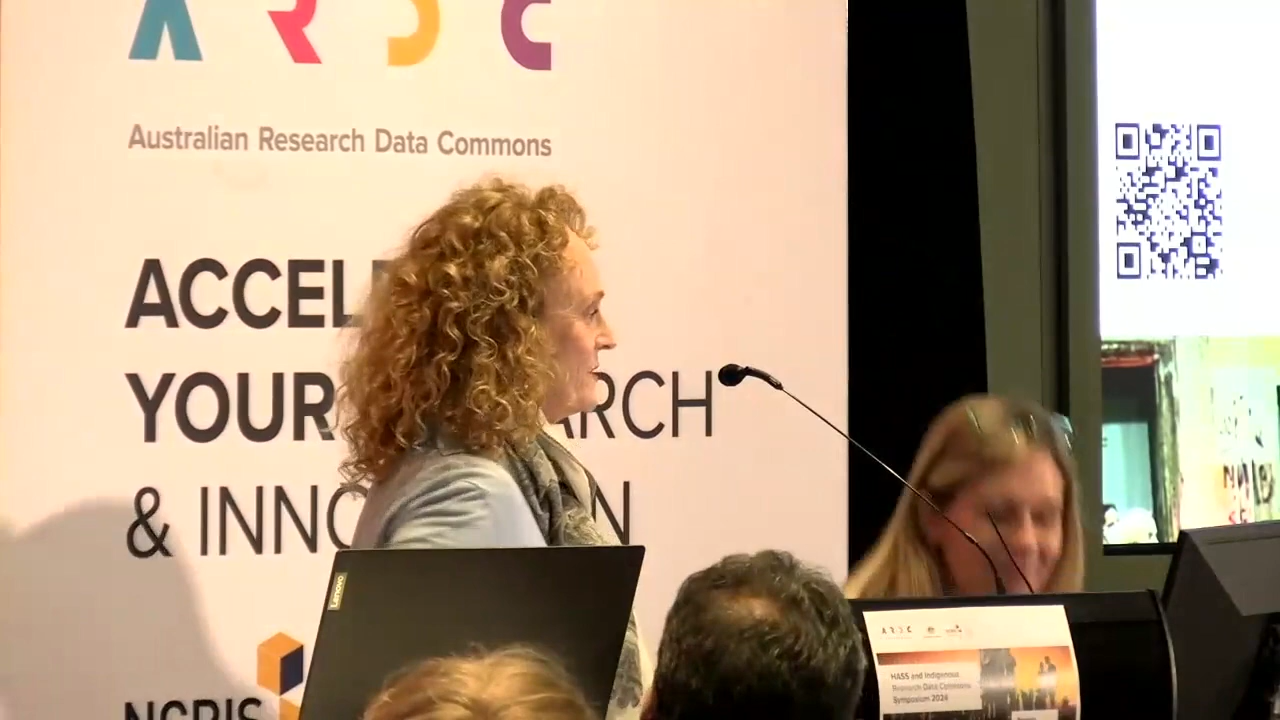 ARDC
Australian Research Data Commons
ACCEL
YOUR ARCH
& INNO N
NCRIS
Lenovo
ARDC
HASS and Indigenous
Research Data Commons
Symposium 2024